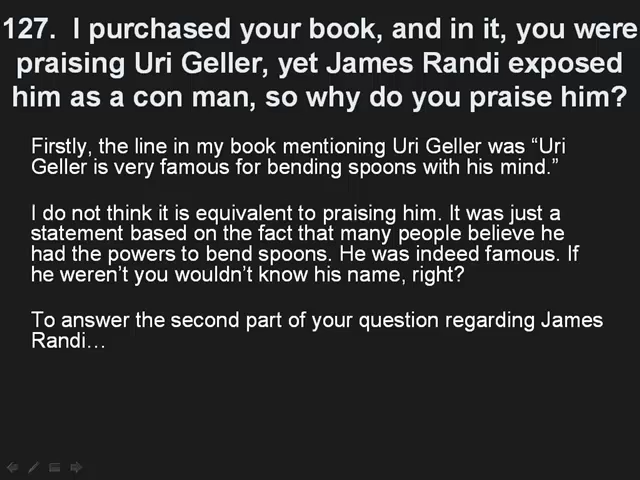 127. I purchased your book, and in it, you were
praising Uri Geller, yet James Randi exposed
him as a con man, so why do you praise him?
Firstly, the line in my book mentioning Uri Geller was “Uri
Geller is very famous for bending spoons with his mind.”
I do not think it is equivalent to praising him. It was just a
statement based on the fact that many people believe he
had the powers to bend spoons. He was indeed famous. If
he weren’t you wouldn’t know his name, right?
To answer the second part of your question regarding James
Randi…